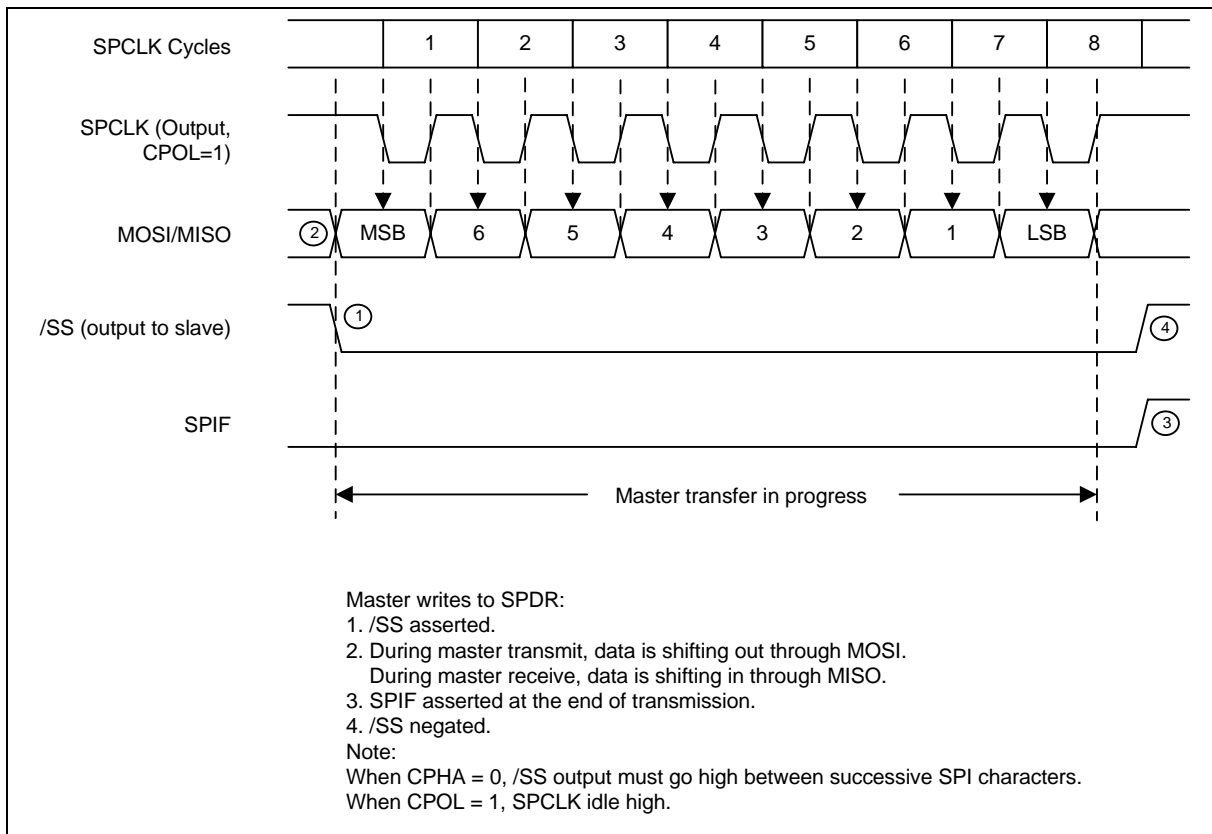 SPCLK Cycles
1 2 3 4 5 6 7 8
SPCLK (Output,
CPOL=1)
MOSI/MISO
2 MSB 6 5 4 3 2 1 LSB
/SS (output to slave)
1
4
SPIF
3
Master transfer in progress
Master writes to SPDR:
1. /SS asserted.
2. During master transmit, data is shifting out through MOSI.
During master receive, data is shifting in through MISO.
3. SPIF asserted at the end of transmission.
4. /SS negated.
Note:
When CPHA = 0, /SS output must go high between successive SPI characters.
When CPOL = 1, SPCLK idle high.